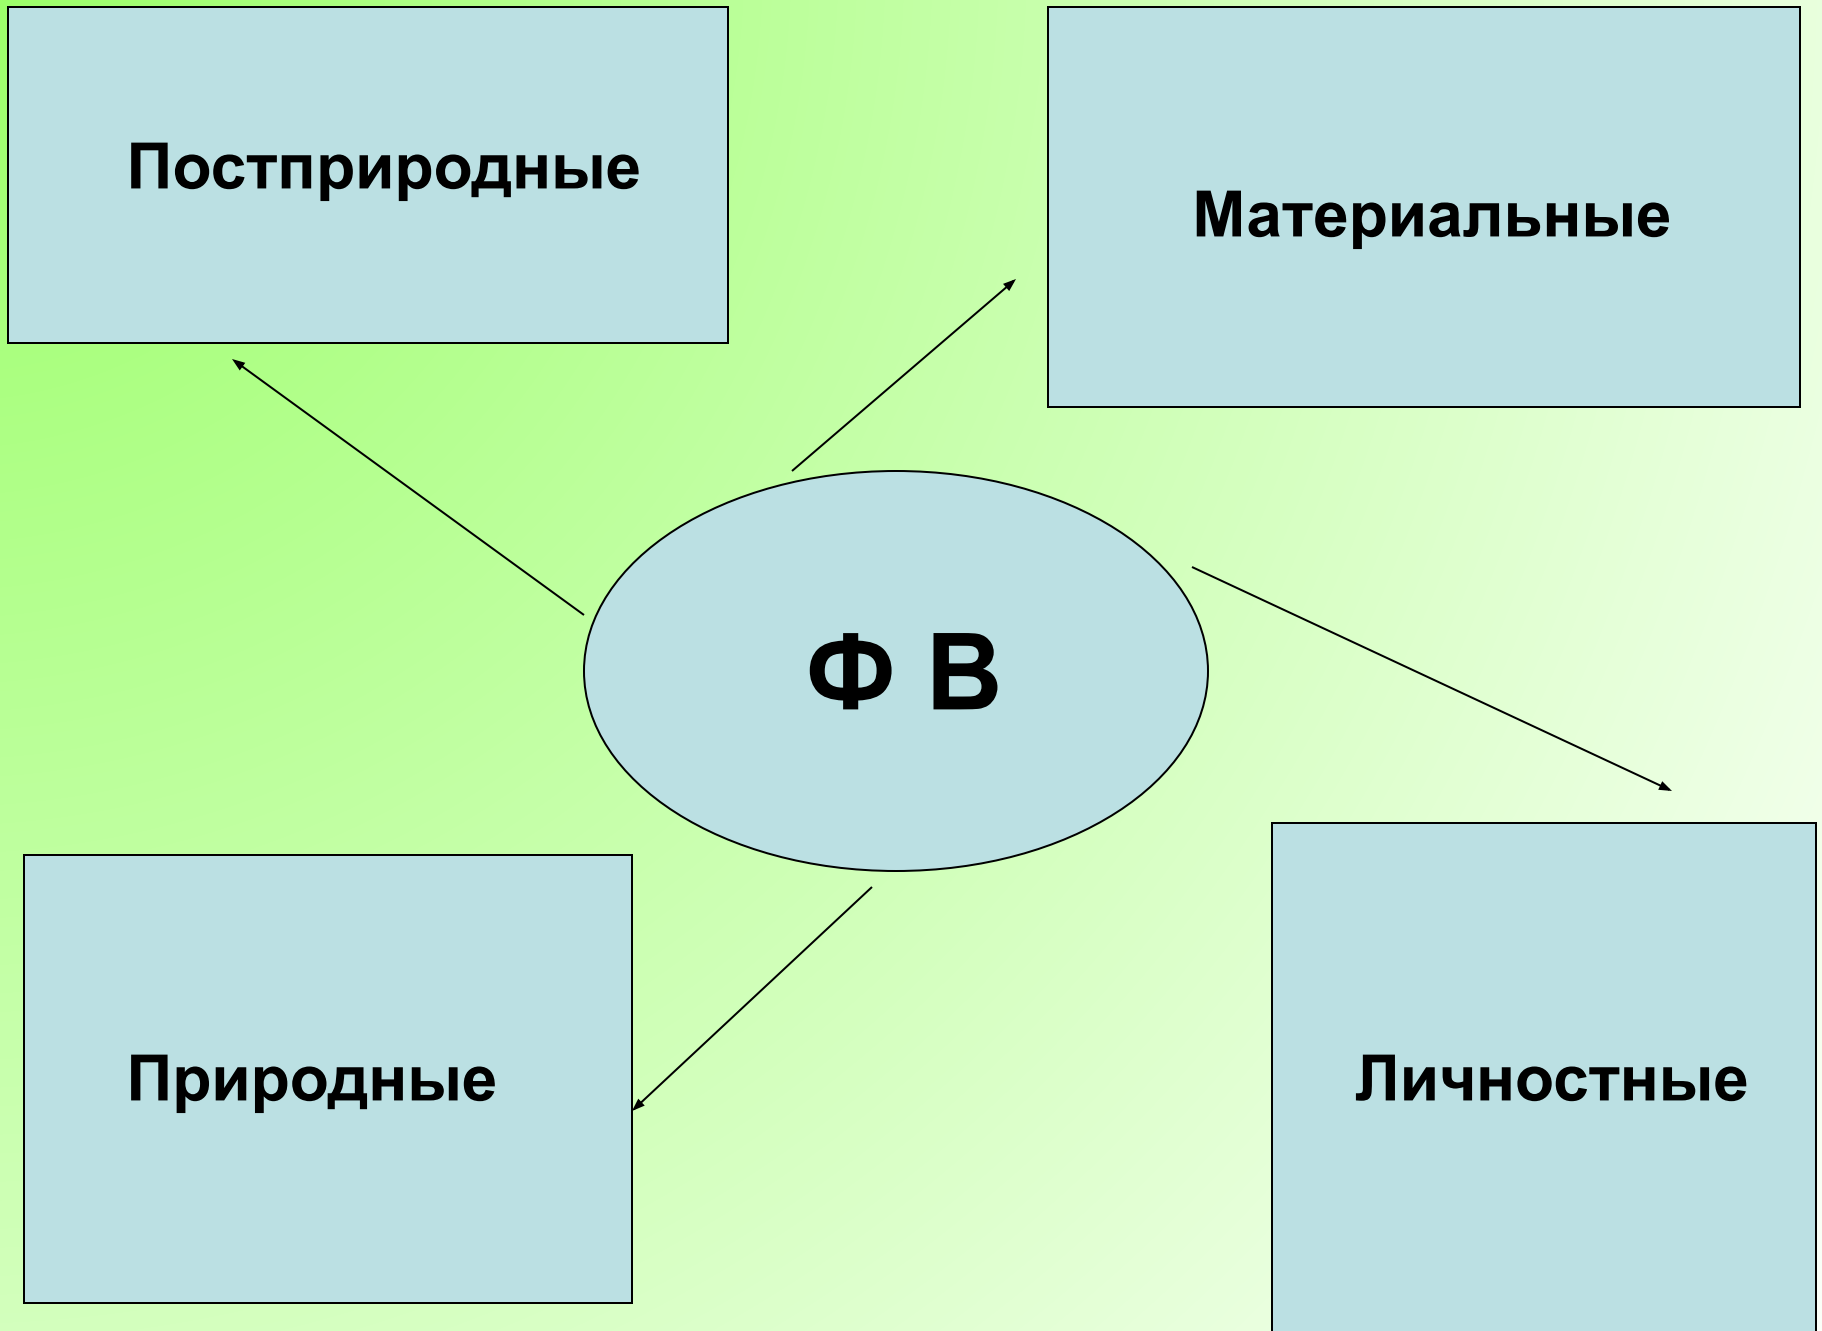 Постприродные
Материальные
Ф В
Природные
Личностные